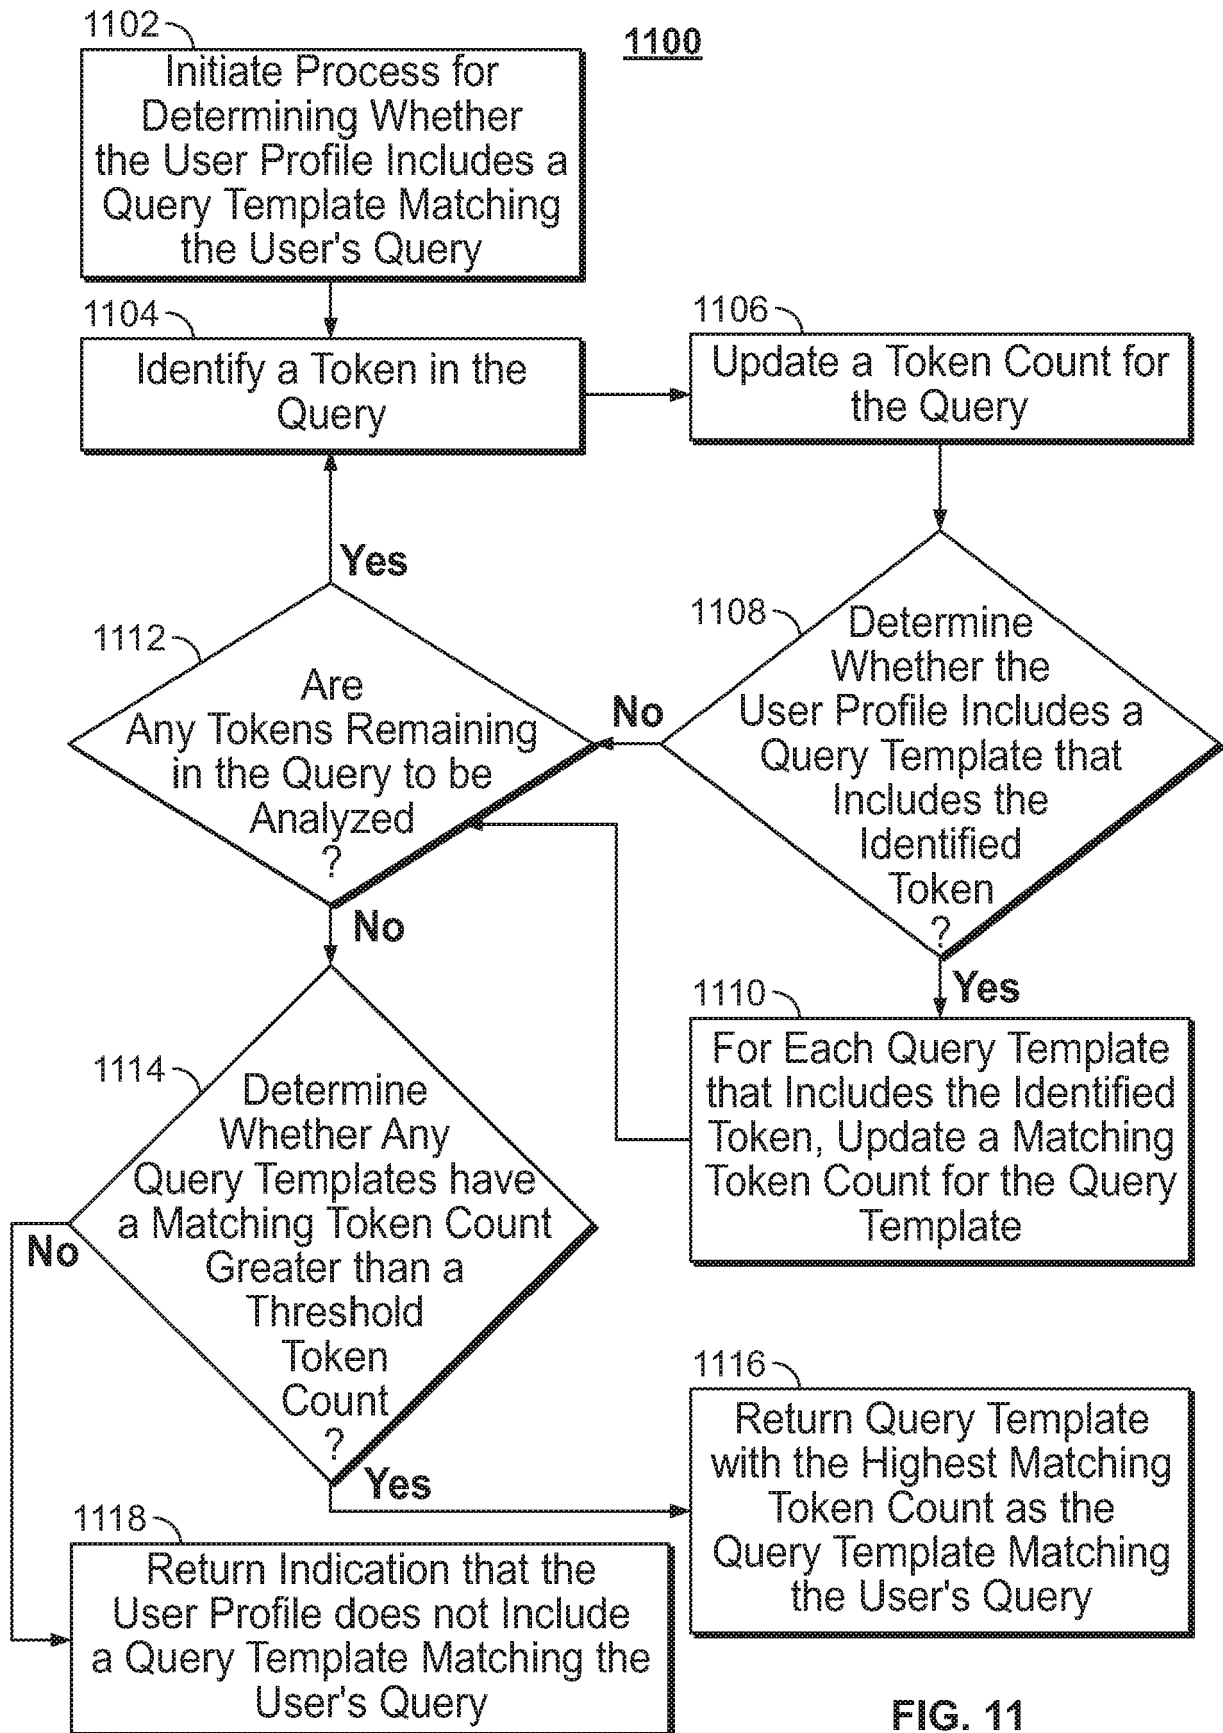 1100
1102
Initiate Process for
Determining Whether
the User Profile Includes a
Query Template Matching
the User's Query
1104
Identify a Token in the
Query
1106
Update a Token Count for
the Query
1108
Determine
Whether the
User Profile Includes a
Query Template that
Includes the
Identified
Token
?
No
Yes
1110
For Each Query Template
that Includes the Identified
Token, Update a Matching
Token Count for the Query
Template
1112
Are
Any Tokens Remaining
in the Query to be
Analyzed
?
Yes
No
1114
Determine
Whether Any
Query Templates have
a Matching Token Count
Greater than a
Threshold
Token
Count
?
No
Yes
1116
Return Query Template
with the Highest Matching
Token Count as the
Query Template Matching
the User's Query
1118
Return Indication that the
User Profile does not Include
a Query Template Matching the
User's Query
FIG. 11